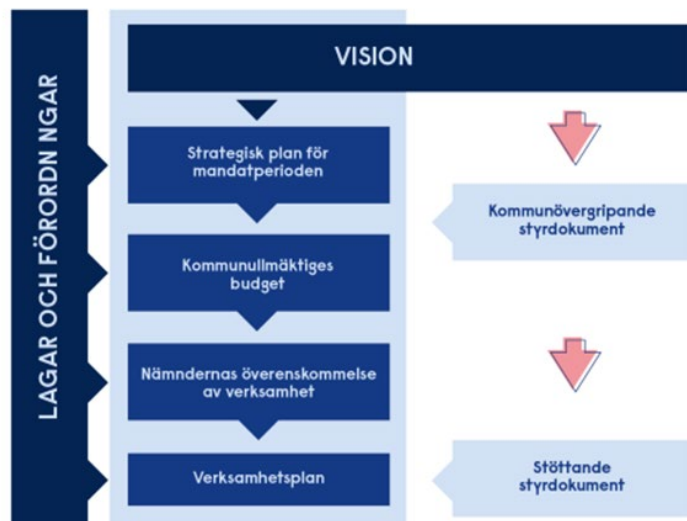 LAGAR OCH FÖRORDN NGAR
VISION
Strategisk plan för
mandatperioden
Kommunullmäktiges
budget
Nämndernas överenskommelse
av verksamhet
Verksamhetsplan
Kommunövergripande
styrdokument
Stöttande
styrdokument